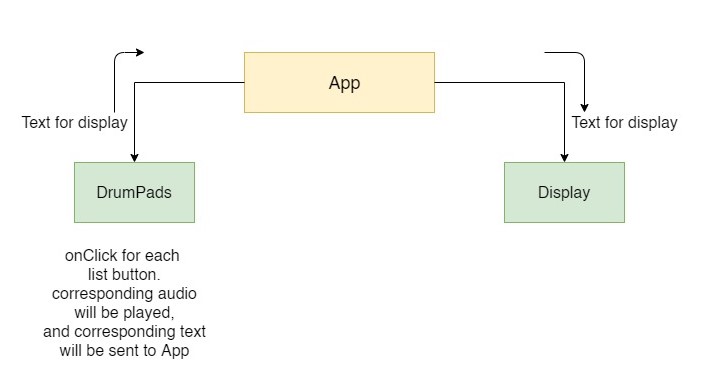 App
Text for display
Text for display
DrumPads
Display
onClick for each
list button.
corresponding audio
will be played,
and corresponding text
will be sent to App